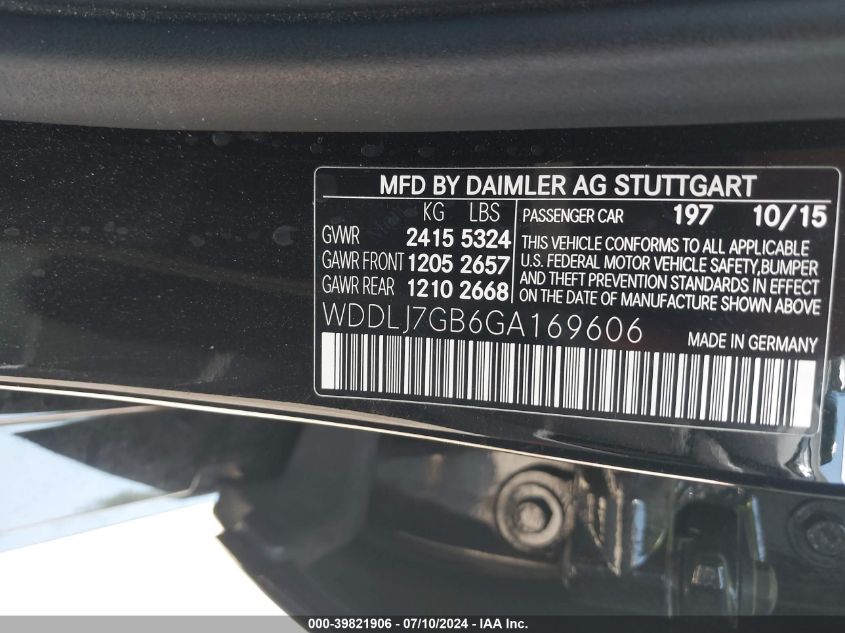 MFD BY DAIMLER AG STUTTGART
KG LBS
GVWR 2415 5324
GAWR FRONT 1205 2657
GAWR REAR 1210 2668
PASSENGER CAR 197 10/15
THIS VEHICLE CONFORMS TO ALL APPLICABLE
U.S. FEDERAL MOTOR VEHICLE SAFETY,BUMPER
AND THEFT PREVENTION STANDARDS IN EFFECT
ON THE DATE OF MANUFACTURE SHOWN ABOVE
WDDLJ7GB6GA169606
MADE IN GERMANY
000-39821906 - 07/10/2024 - IAA Inc.